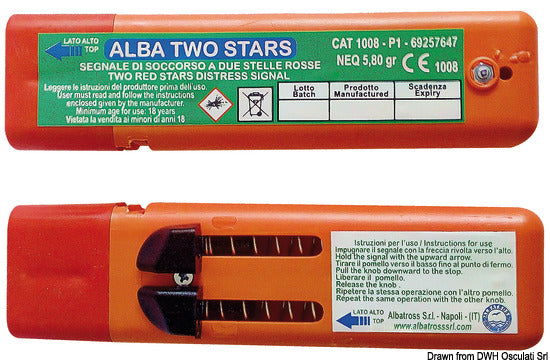 LATO ALTO
TOP
ALBA TWO STARS
SEGNALE DI SOCCORSO A DUE STELLE ROSSE
TWO RED STARS DISTRESS SIGNAL
Leggere le istruzioni del produttore prima dell uso.
User must read and follow the instructions
enclosed given by the manufacturer.
Minimum age for use: 18 years
Vistata la vendita ai minori di anni 18
CAT 1008 - P1 - 69257647
NEQ 5,80 gr CE 1008
Lotto
Batch
Prodotto
Manufactured
Scadenza
Expiry
Istruzioni per l'uso / Instructions for use
Impugnare il segnale con la freccia rivolta verso l'alto.
Hold the signal with the upward arrow.
Tirare il pomello verso il basso fino al punto di fermo.
Pull the knob downward to the stop.
Liberare il pomello.
Release the knob.
Ripetere la stessa operazione con l'altro pomello.
Repeat the same operation with the other knob.
LATO ALTO
TOP
Albatross S.r.l. - Napoli - (IT)
www.albatrosssrl.com
Drawn from DWH Osculati Srl